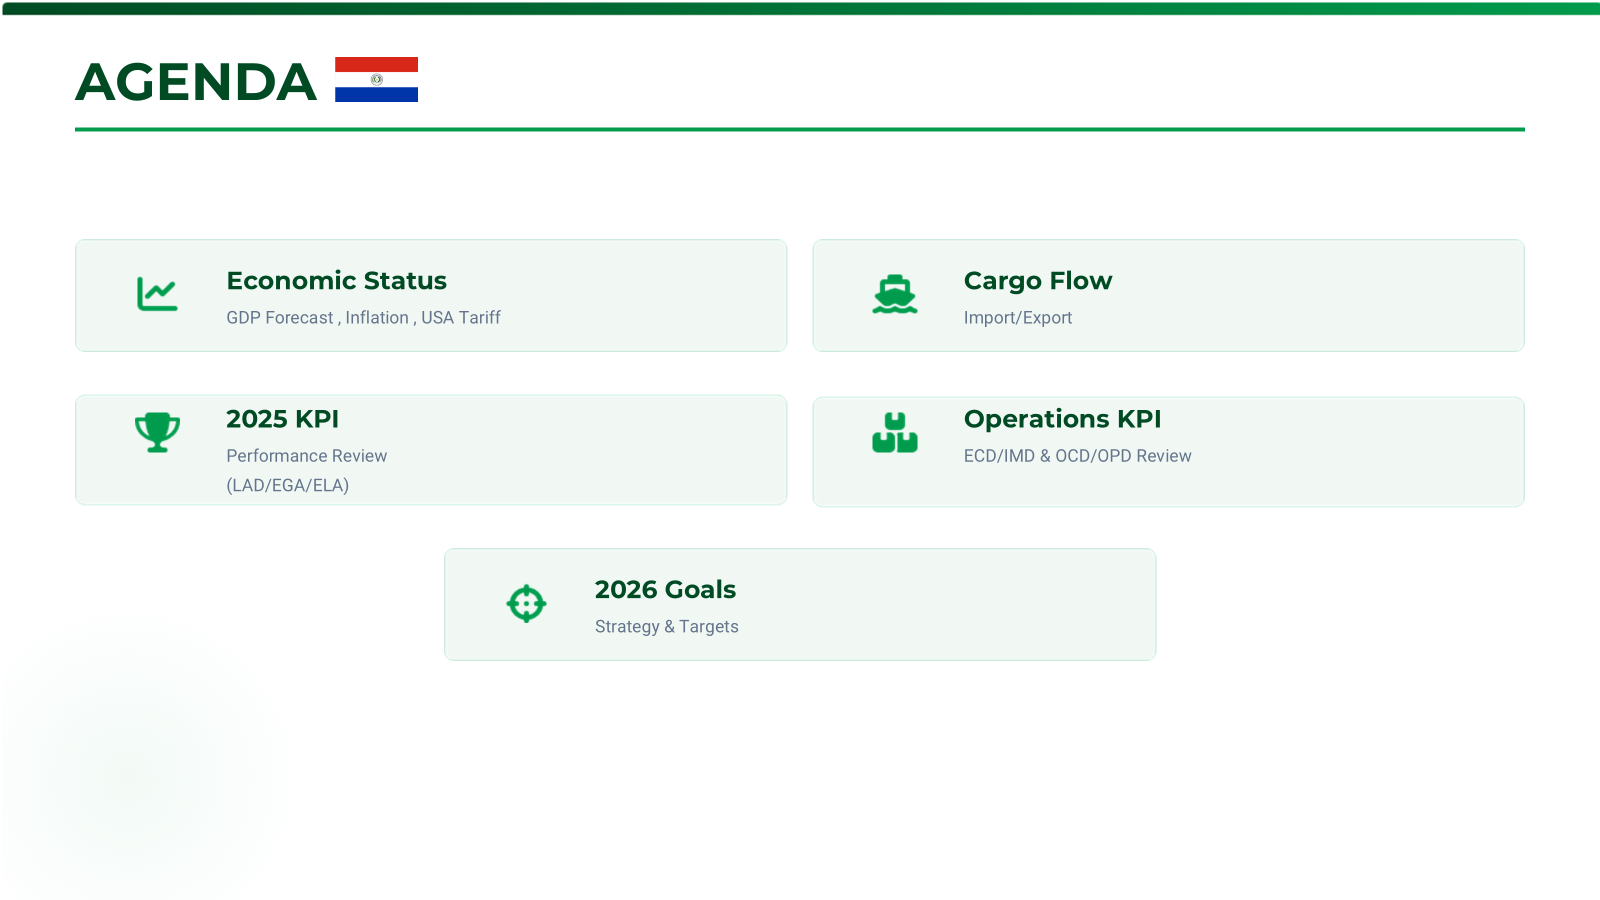 AGENDA
Economic Status
GDP Forecast , Inflation , USA Tariff
Cargo Flow
Import/Export
2025 KPI
Performance Review
(LAD/EGA/ELA)
Operations KPI
ECD/IMD & OCD/OPD Review
2026 Goals
Strategy & Targets